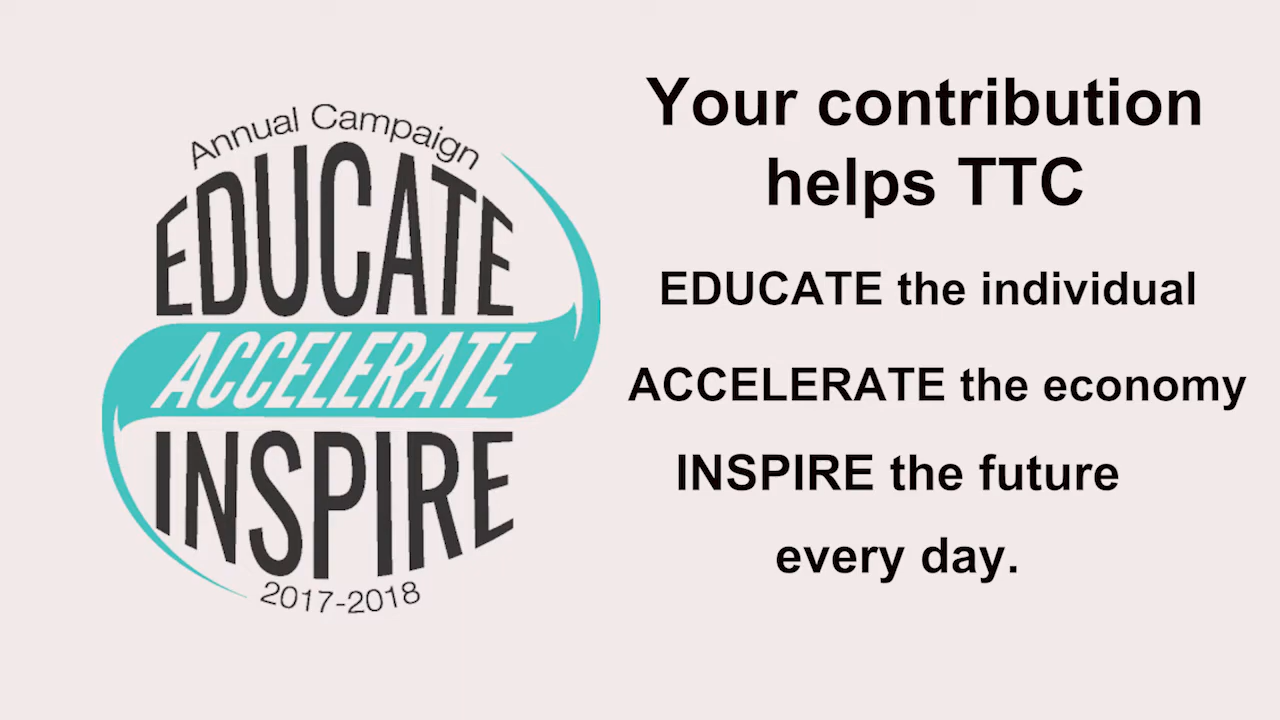 Annual Campaign
EDUCATE
ACCELERATE
INSPIRE
2017-2018
Your contribution
helps TTC
EDUCATE the individual
ACCELERATE the economy
INSPIRE the future
every day.